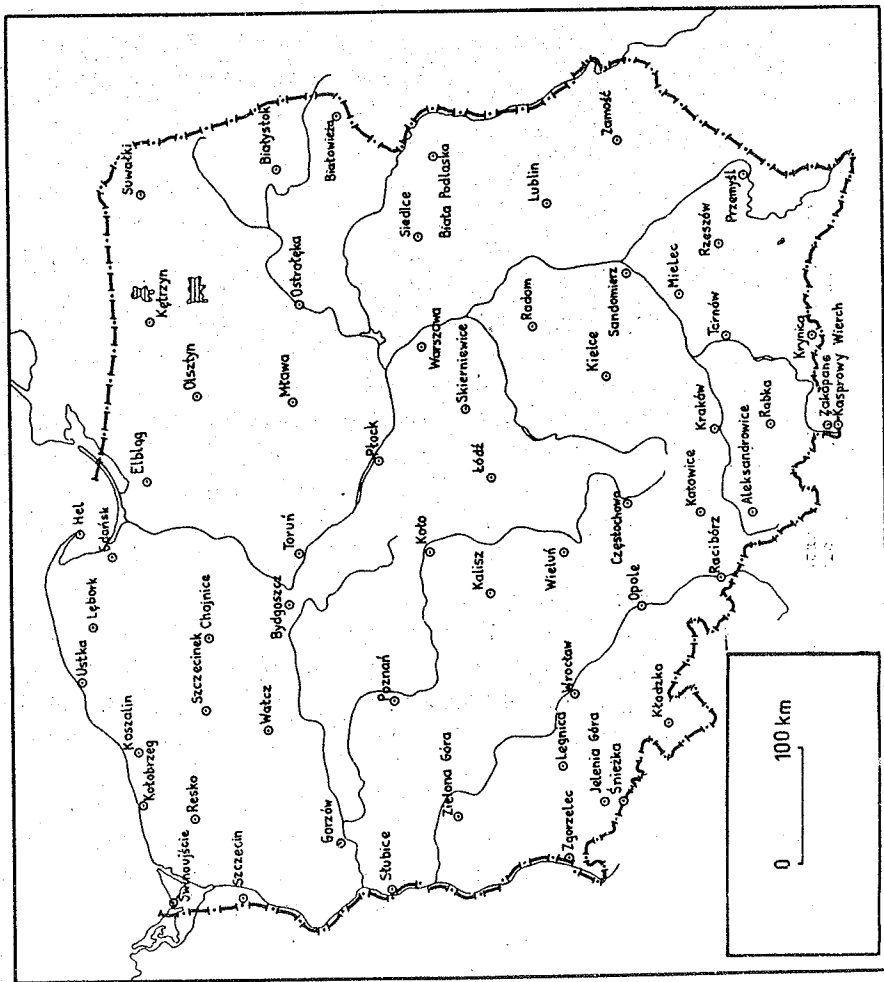 Hel
Ustka
Lębork
Gdańsk
Elbląg
Suwałki
Koszalin
Kołobrzeg
Kętrzyn
Świnoujście
Resko
Szczecinek
Chojnice
Olsztyn
Szczecin
Wałcz
Bydgoszcz
Toruń
Mława
Ostrołęka
Białystok
Białowieża
Gorzów
Słubice
Poznań
Koło
Płock
Warszawa
Siedlce
Biała Podlaska
Zielona Góra
Kalisz
Łódź
Skierniewice
Zgorzelec
Legnica
Wrocław
Wieluń
Radom
Lublin
Jelenia Góra
Śnieżka
Opole
Częstochowa
Kielce
Sandomierz
Zamość
Kłodzko
Racibórz
Katowice
Kraków
Mielec
Tarnów
Rzeszów
Przemyśl
Aleksandrowice
Rabka
Krynica
Zakopane
Kasprowy Wierch
0 100 km